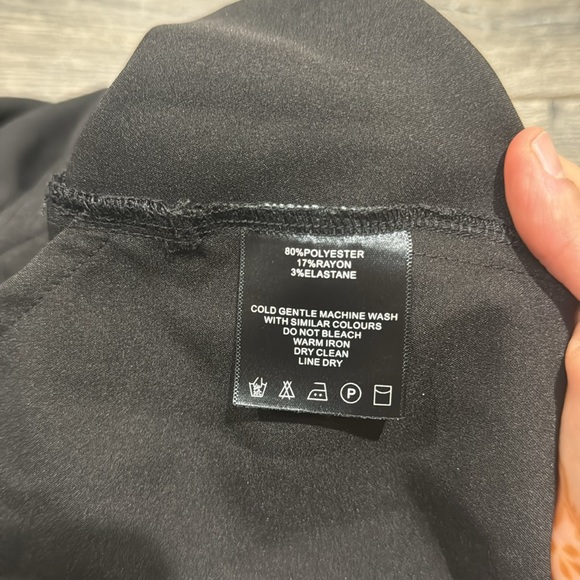 80%POLYESTER
17%RAYON
3%ELASTANE
COLD GENTLE MACHINE WASH
WITH SIMILAR COLOURS
DO NOT BLEACH
WARM IRON
DRY CLEAN
LINE DRY
P